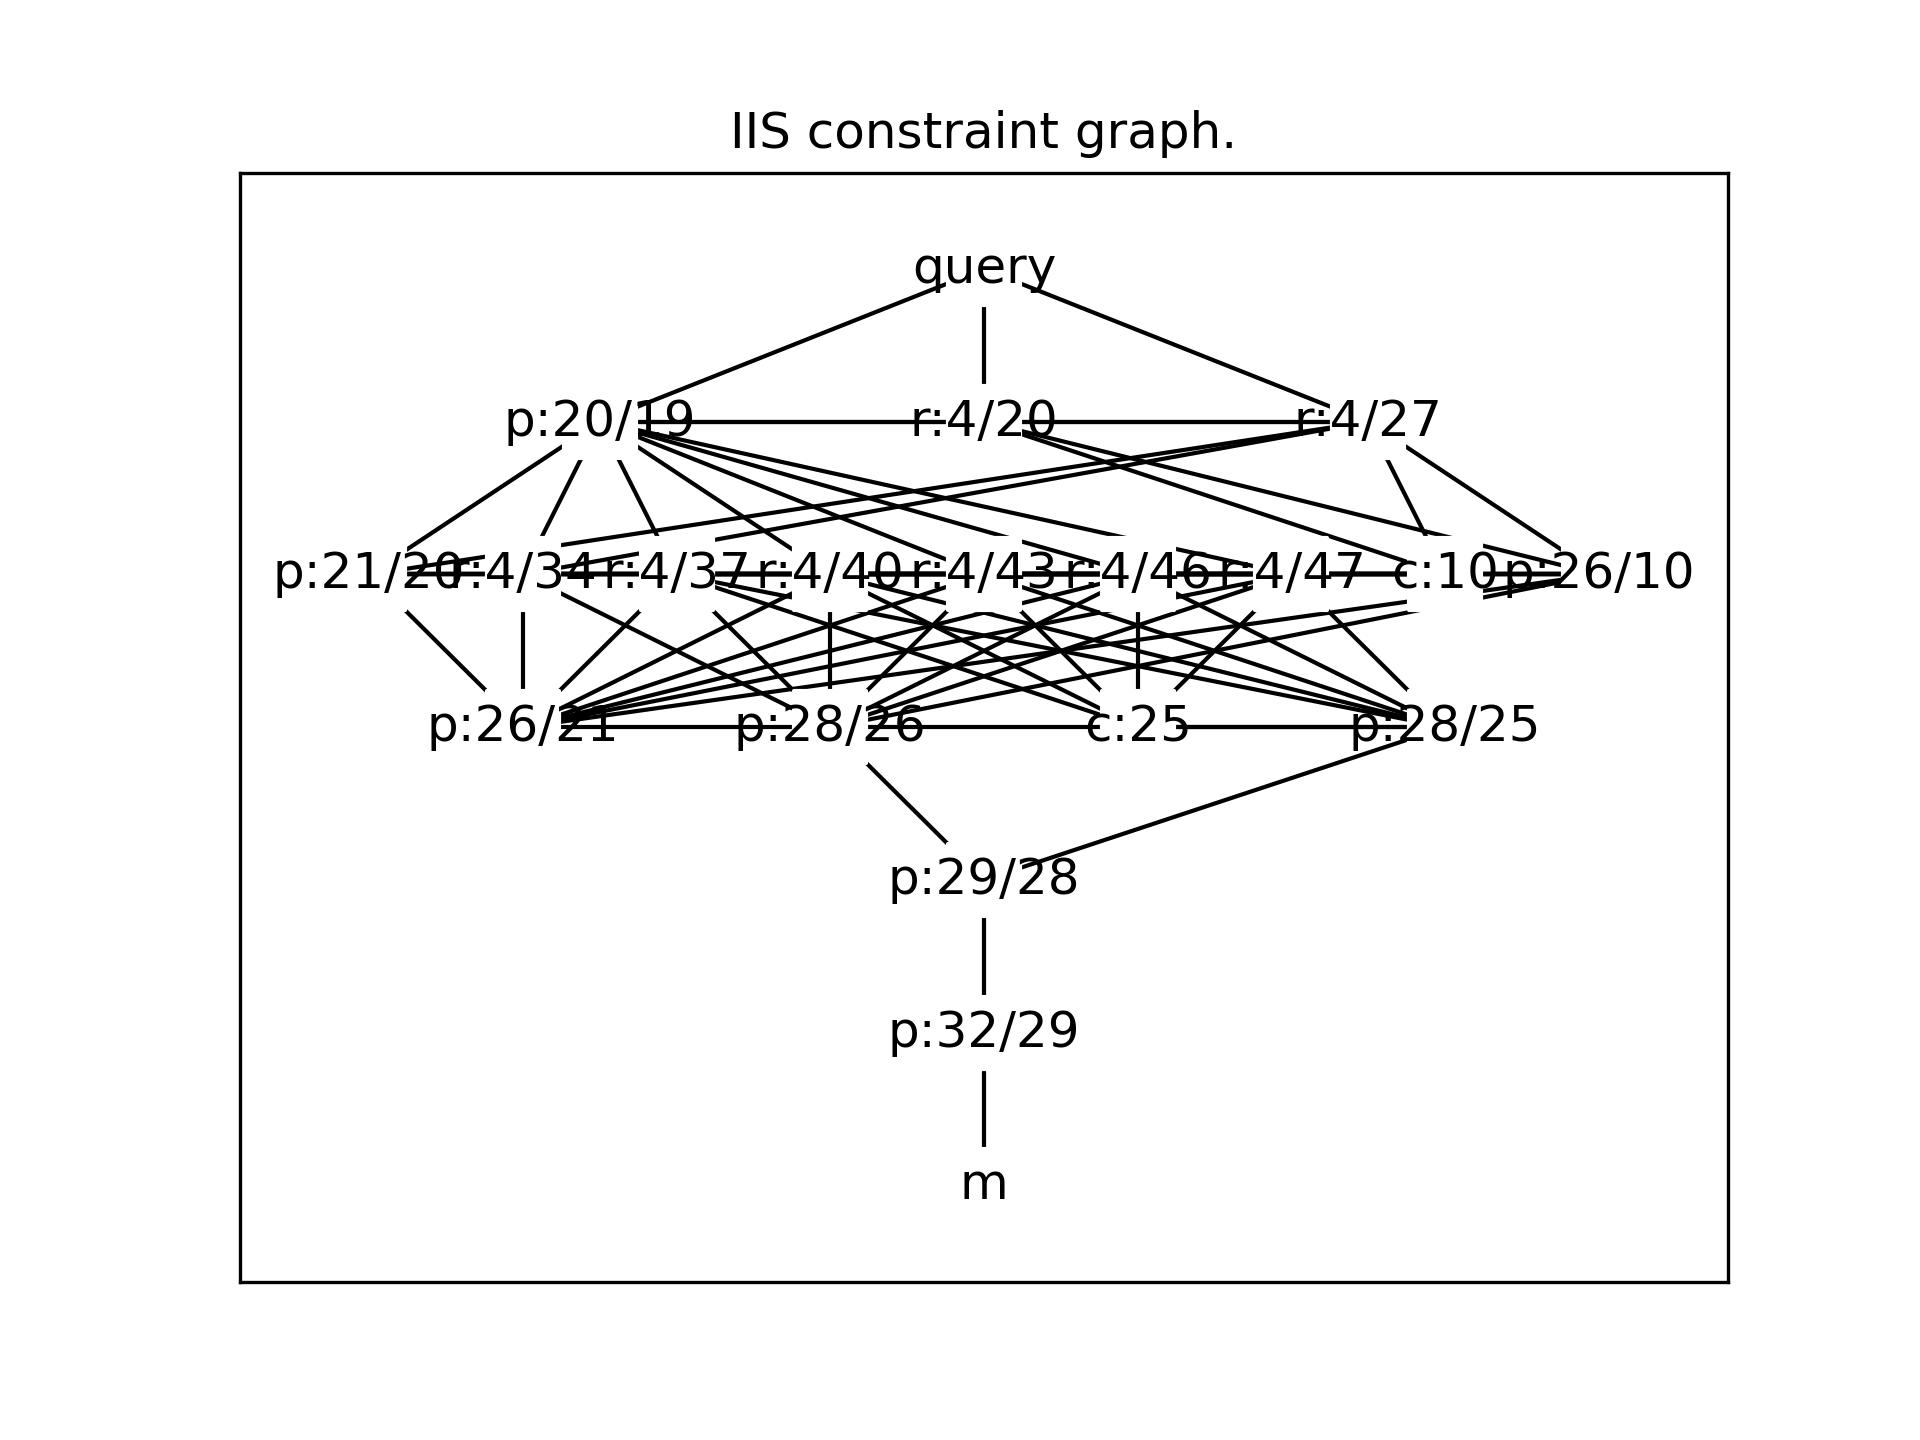 IIS constraint graph.
query
p:20/19 r:4/20 r:4/27
p:21/20 r:4/34 r:4/37 r:4/40 r:4/43 r:4/46 r:4/47 c:10 p:26/10
p:26/21 p:28/26 c:25 p:28/25
p:29/28
p:32/29
m